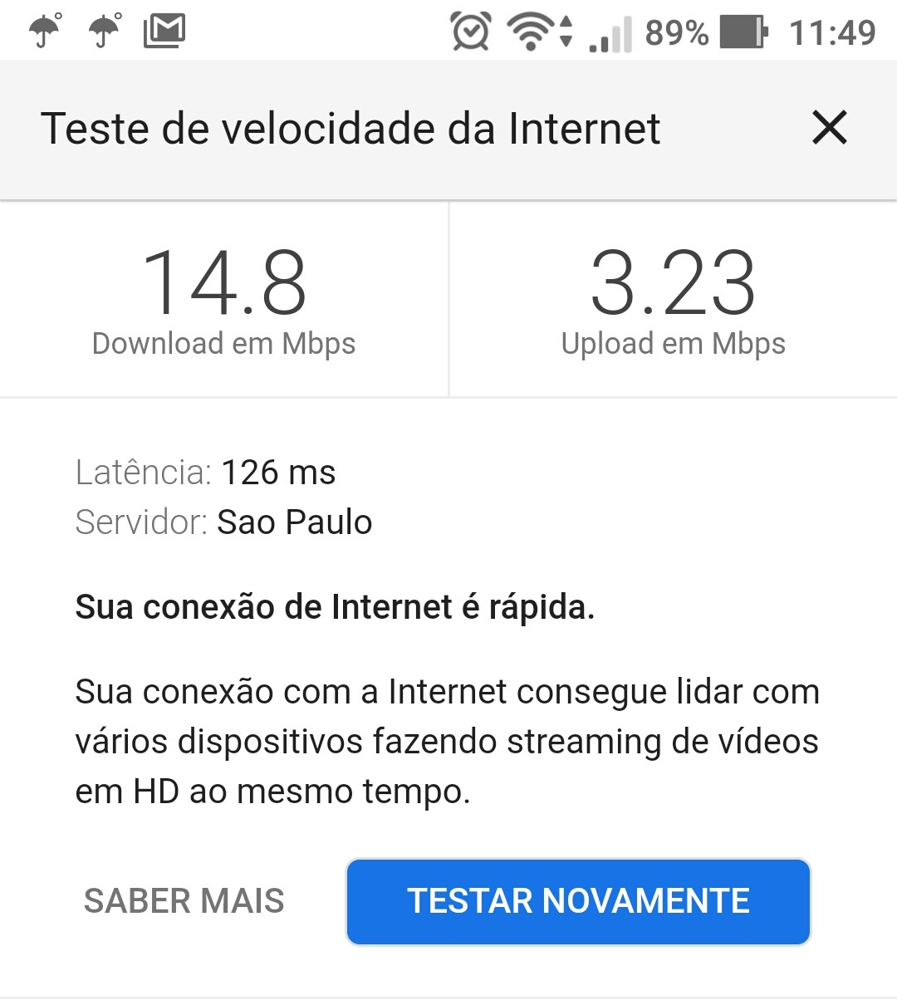 89% 11:49
Teste de velocidade da Internet
14.8
Download em Mbps
3.23
Upload em Mbps
Latência: 126 ms
Servidor: Sao Paulo
Sua conexão de Internet é rápida.
Sua conexão com a Internet consegue lidar com
vários dispositivos fazendo streaming de vídeos
em HD ao mesmo tempo.
SABER MAIS
TESTAR NOVAMENTE